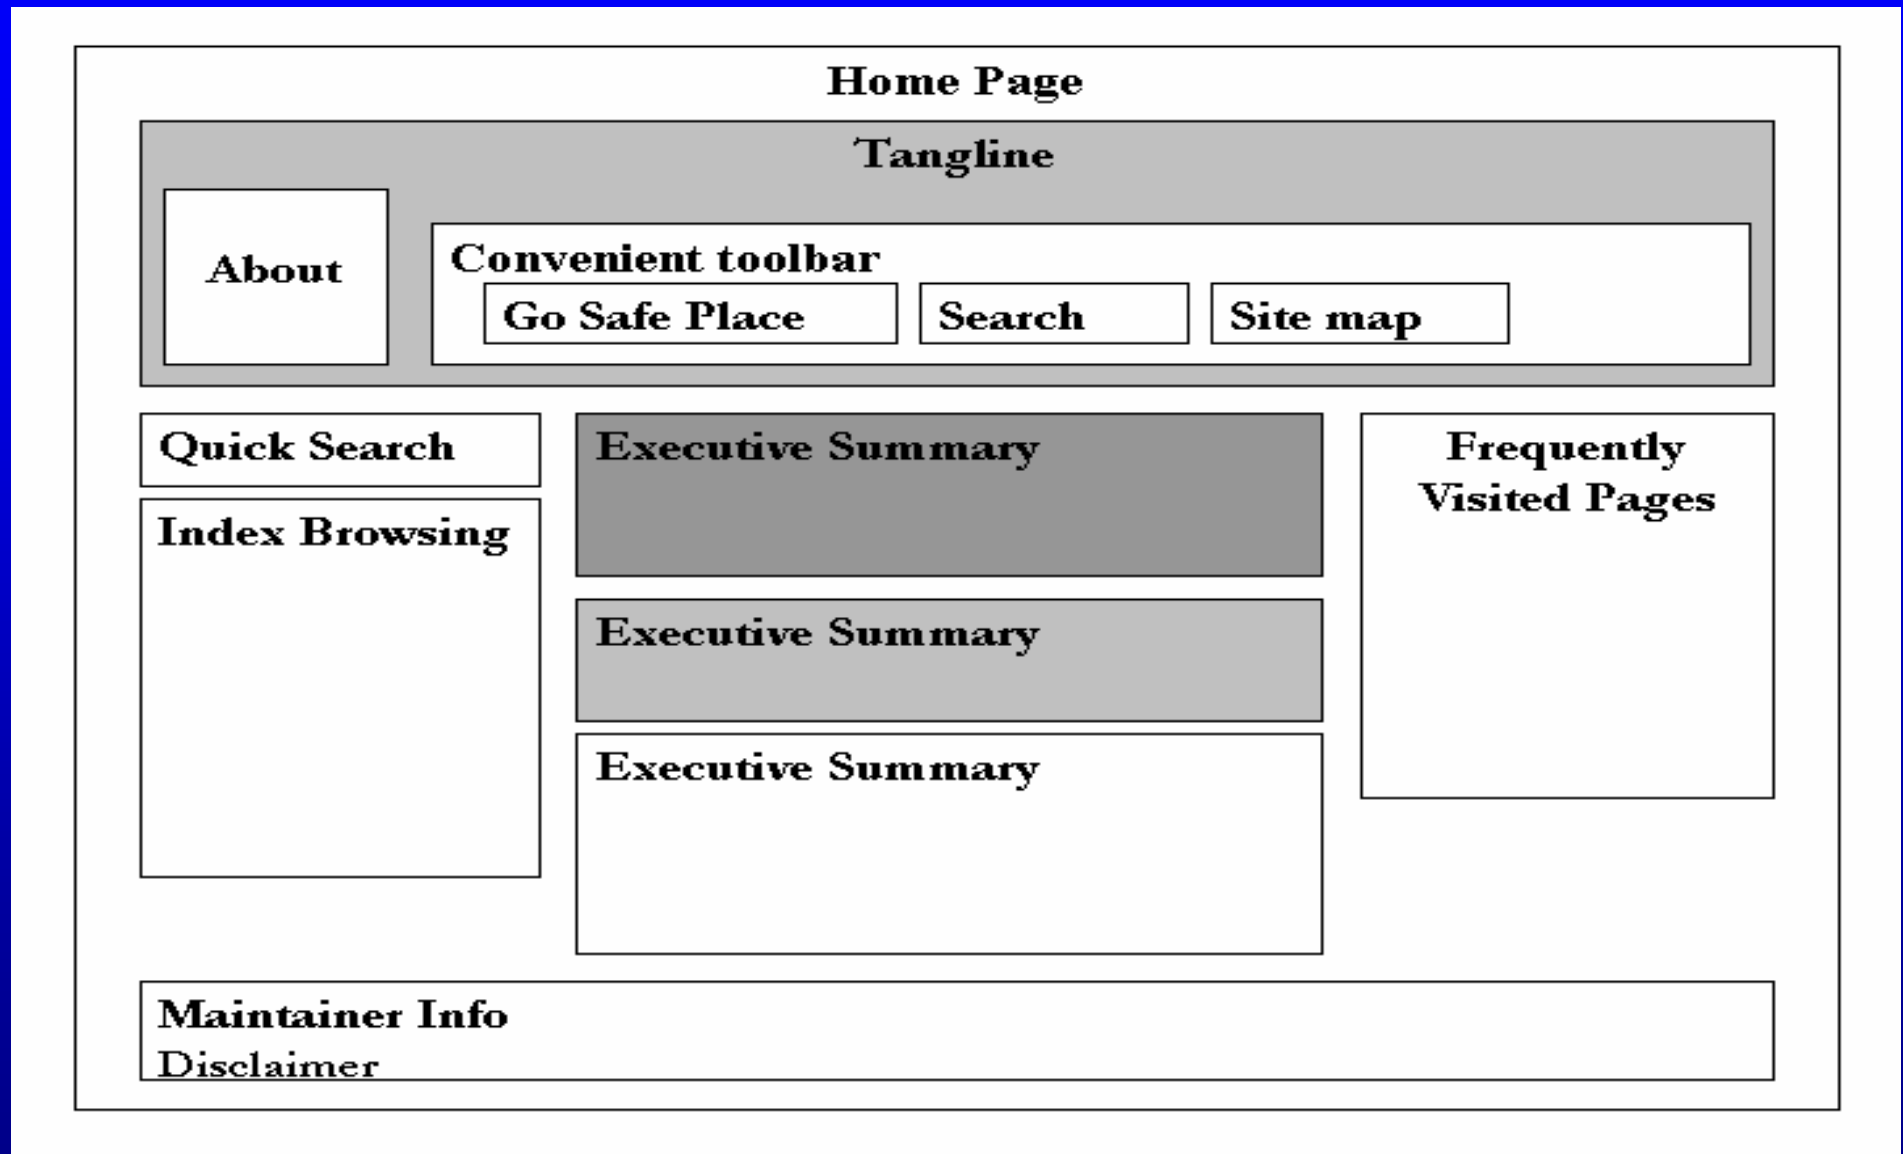 Home Page
Tangline
About
Convenient toolbar
Go Safe Place
Search
Site map
Quick Search
Index Browsing
Executive Summary
Executive Summary
Executive Summary
Frequently
Visited Pages
Maintainer Info
Disclaimer